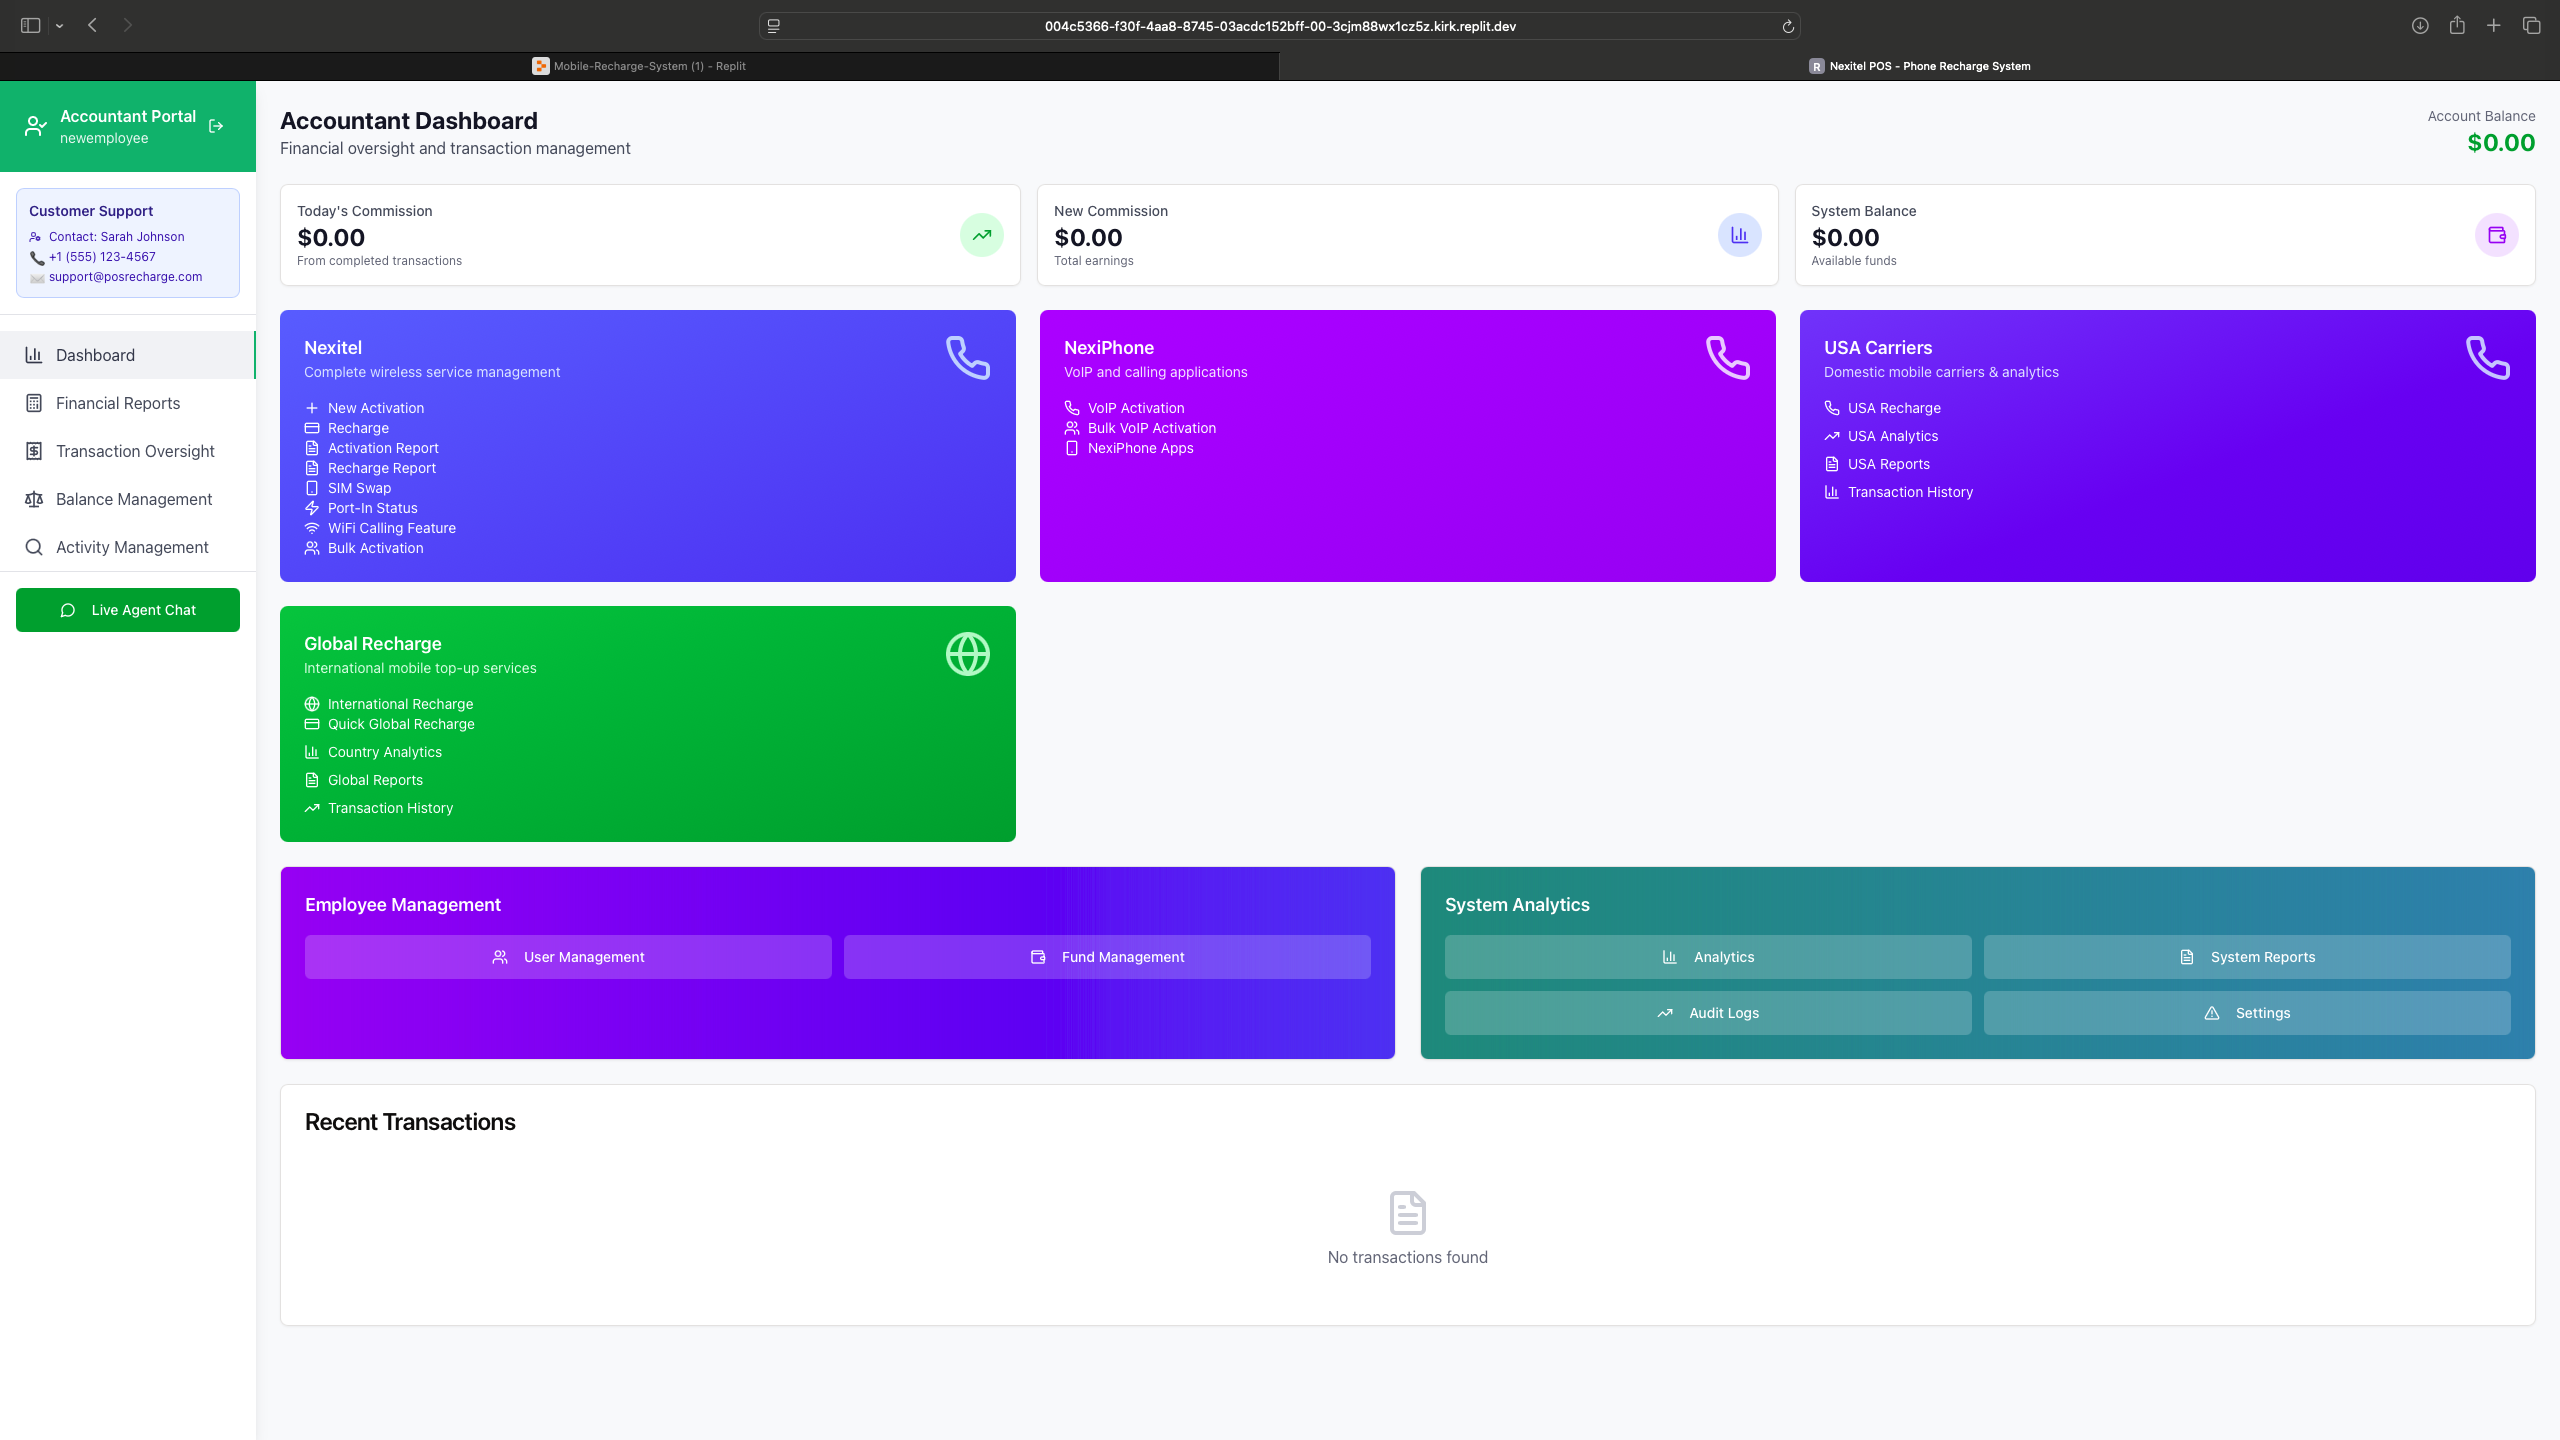 004c5366-f30f-4aa8-8745-03acdc152bff-00-3cjm88wx1cz5z.kirk.replit.dev
Mobile-Recharge-System (1) - Replit
R Nexitel POS - Phone Recharge System
Accountant Portal
newemployee
Customer Support
Contact: Sarah Johnson
+1 (555) 123-4567
support@posrecharge.com
Dashboard
Financial Reports
Transaction Oversight
Balance Management
Activity Management
Live Agent Chat
Accountant Dashboard
Financial oversight and transaction management
Account Balance
$0.00
Today's Commission
$0.00
From completed transactions
New Commission
$0.00
Total earnings
System Balance
$0.00
Available funds
Nexitel
Complete wireless service management
New Activation
Recharge
Activation Report
Recharge Report
SIM Swap
Port-In Status
WiFi Calling Feature
Bulk Activation
NexiPhone
VoIP and calling applications
VoIP Activation
Bulk VoIP Activation
NexiPhone Apps
USA Carriers
Domestic mobile carriers & analytics
USA Recharge
USA Analytics
USA Reports
Transaction History
Global Recharge
International mobile top-up services
International Recharge
Quick Global Recharge
Country Analytics
Global Reports
Transaction History
Employee Management
User Management
Fund Management
System Analytics
Analytics
System Reports
Audit Logs
Settings
Recent Transactions
No transactions found